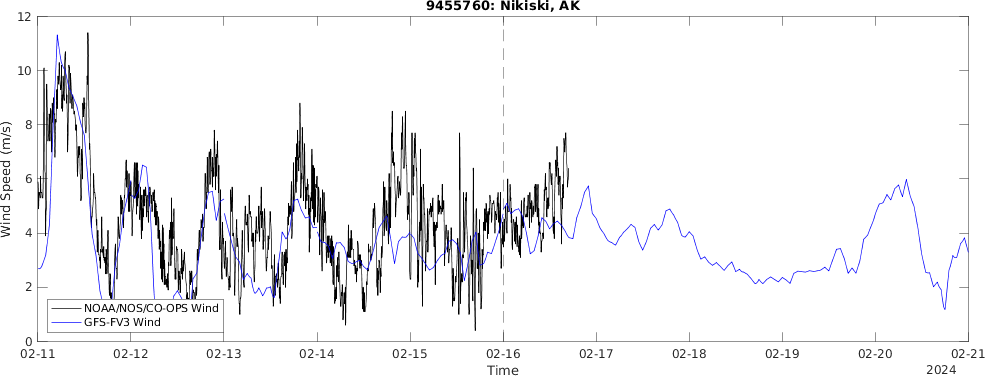 9455760: Nikiski, AK
12
10
8
6
4
2
0
Wind Speed (m/s)
NOAA/NOS/CO-OPS Wind
GFS-FV3 Wind
02-11 02-12 02-13 02-14 02-15 02-16 02-17 02-18 02-19 02-20 02-21
Time
2024